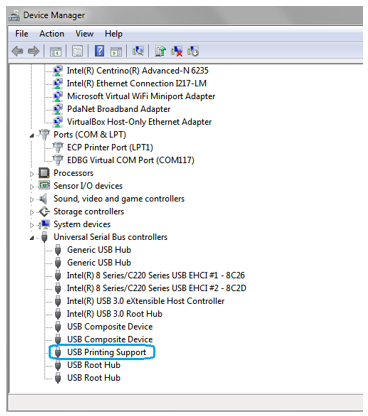 Device Manager
File Action View Help
Intel(R) Centrino(R) Advanced-N 6235
Intel(R) Ethernet Connection I217-LM
Microsoft Virtual WiFi Miniport Adapter
PdaNet Broadband Adapter
VirtualBox Host-Only Ethernet Adapter
Ports (COM & LPT)
ECP Printer Port (LPT1)
EDBG Virtual COM Port (COM117)
Processors
Sensor I/O devices
Sound, video and game controllers
Storage controllers
System devices
Universal Serial Bus controllers
Generic USB Hub
Generic USB Hub
Intel(R) 8 Series/C220 Series USB EHCI #1 - 8C26
Intel(R) 8 Series/C220 Series USB EHCI #2 - 8C2D
Intel(R) USB 3.0 eXtensible Host Controller
Intel(R) USB 3.0 Root Hub
USB Composite Device
USB Composite Device
USB Printing Support
USB Root Hub
USB Root Hub